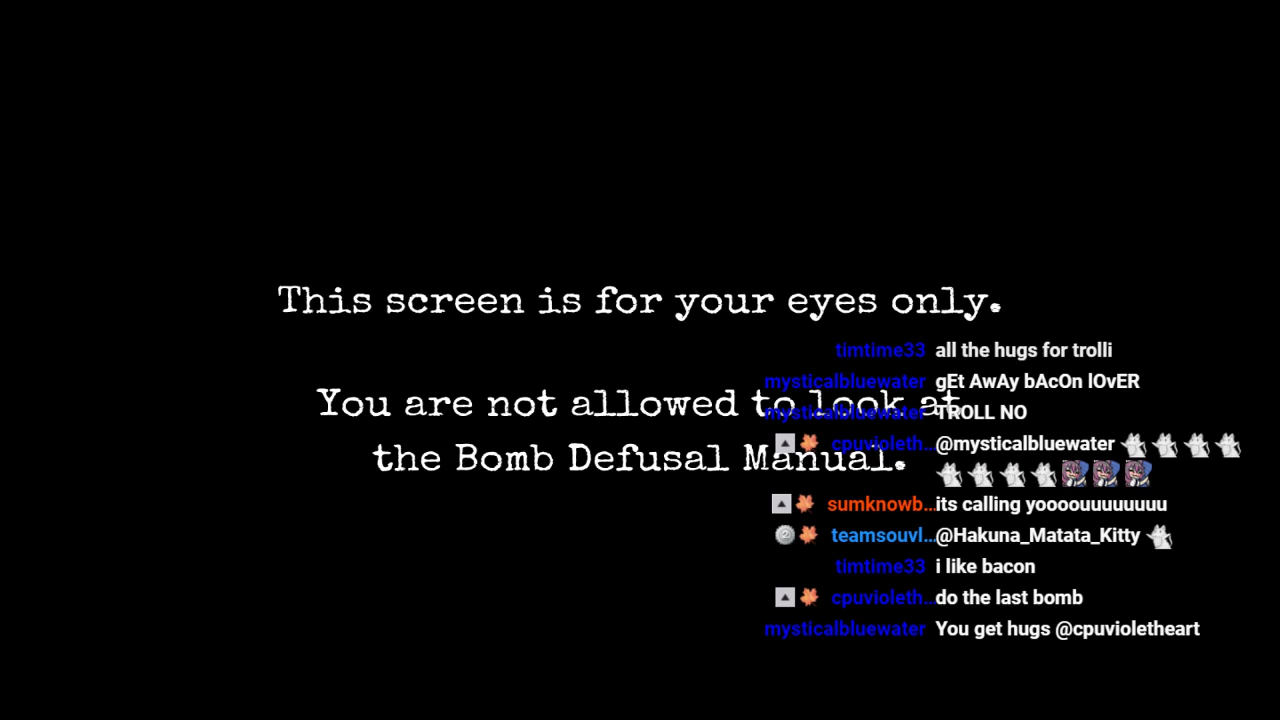 This screen is for your eyes only.
You are not allowed to look at
the Bomb Defusal Manual.
timtime33 all the hugs for trolli
mysticalbluewater gEt AwAy bAcOn lOvER
mysticalbluewater TROLL NO
cpuvioleth… @mysticalbluewater
sumknowb… its calling yoooouuuuuuuu
teamsouvl… @Hakuna_Matata_Kitty
timtime33 i like bacon
cpuvioleth… do the last bomb
mysticalbluewater You get hugs @cpuvioletheart